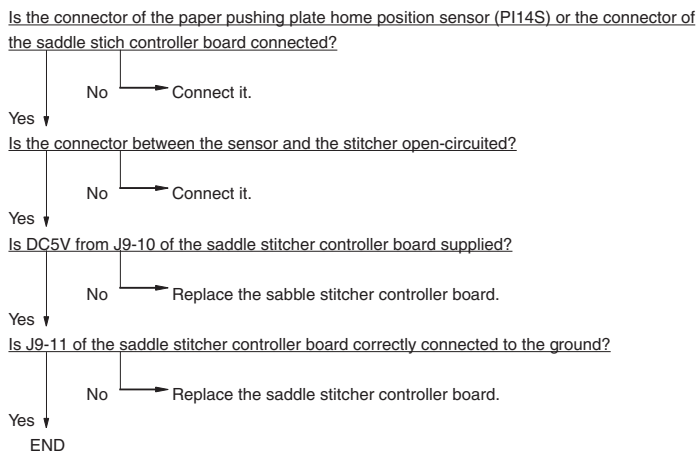 Is the connector of the paper pushing plate home position sensor (PI14S) or the connector of
the saddle stich controller board connected?
No
Connect it.
Yes
Is the connector between the sensor and the stitcher open-circuited?
No
Connect it.
Yes
Is DC5V from J9-10 of the saddle stitcher controller board supplied?
No
Replace the sabble stitcher controller board.
Yes
Is J9-11 of the saddle stitcher controller board correctly connected to the ground?
No
Replace the saddle stitcher controller board.
Yes
END